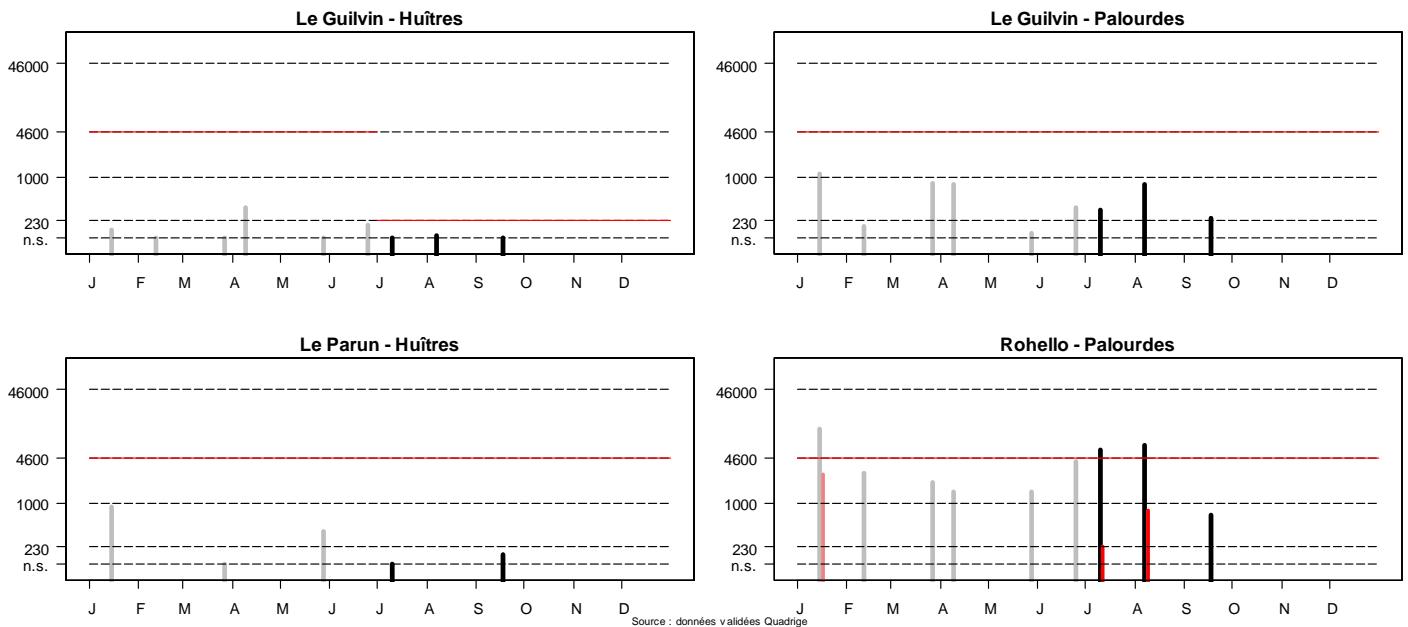 Le Guilvin - Huîtres
46000
4600
1000
230
n.s.
J F M A M J J A S O N D
Le Guilvin - Palourdes
46000
4600
1000
230
n.s.
J F M A M J J A S O N D
Le Parun - Huîtres
46000
4600
1000
230
n.s.
J F M A M J J A S O N D
Rohello - Palourdes
46000
4600
1000
230
n.s.
J F M A M J J A S O N D
Source : données validées Quadrige